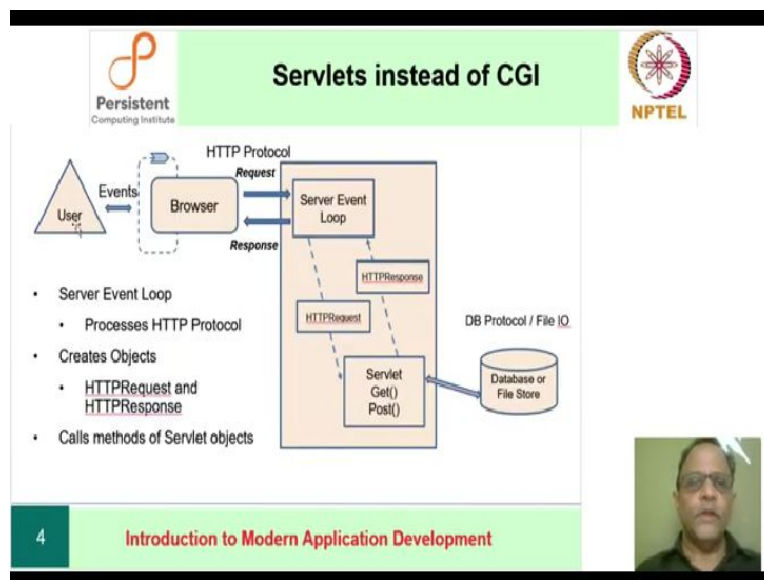 Servlets instead of CGI
Persistent
Computing Institute
NPTEL
HTTP Protocol
Request
Events
User
Browser
Server Event
Loop
Response
HTTPResponse
HTTPRequest
Servlet
Get()
Post()
DB Protocol / File IO
Database or
File Store
• Server Event Loop
• Processes HTTP Protocol
• Creates Objects
• HTTPRequest and
HTTPResponse
• Calls methods of Servlet objects
4
Introduction to Modern Application Development